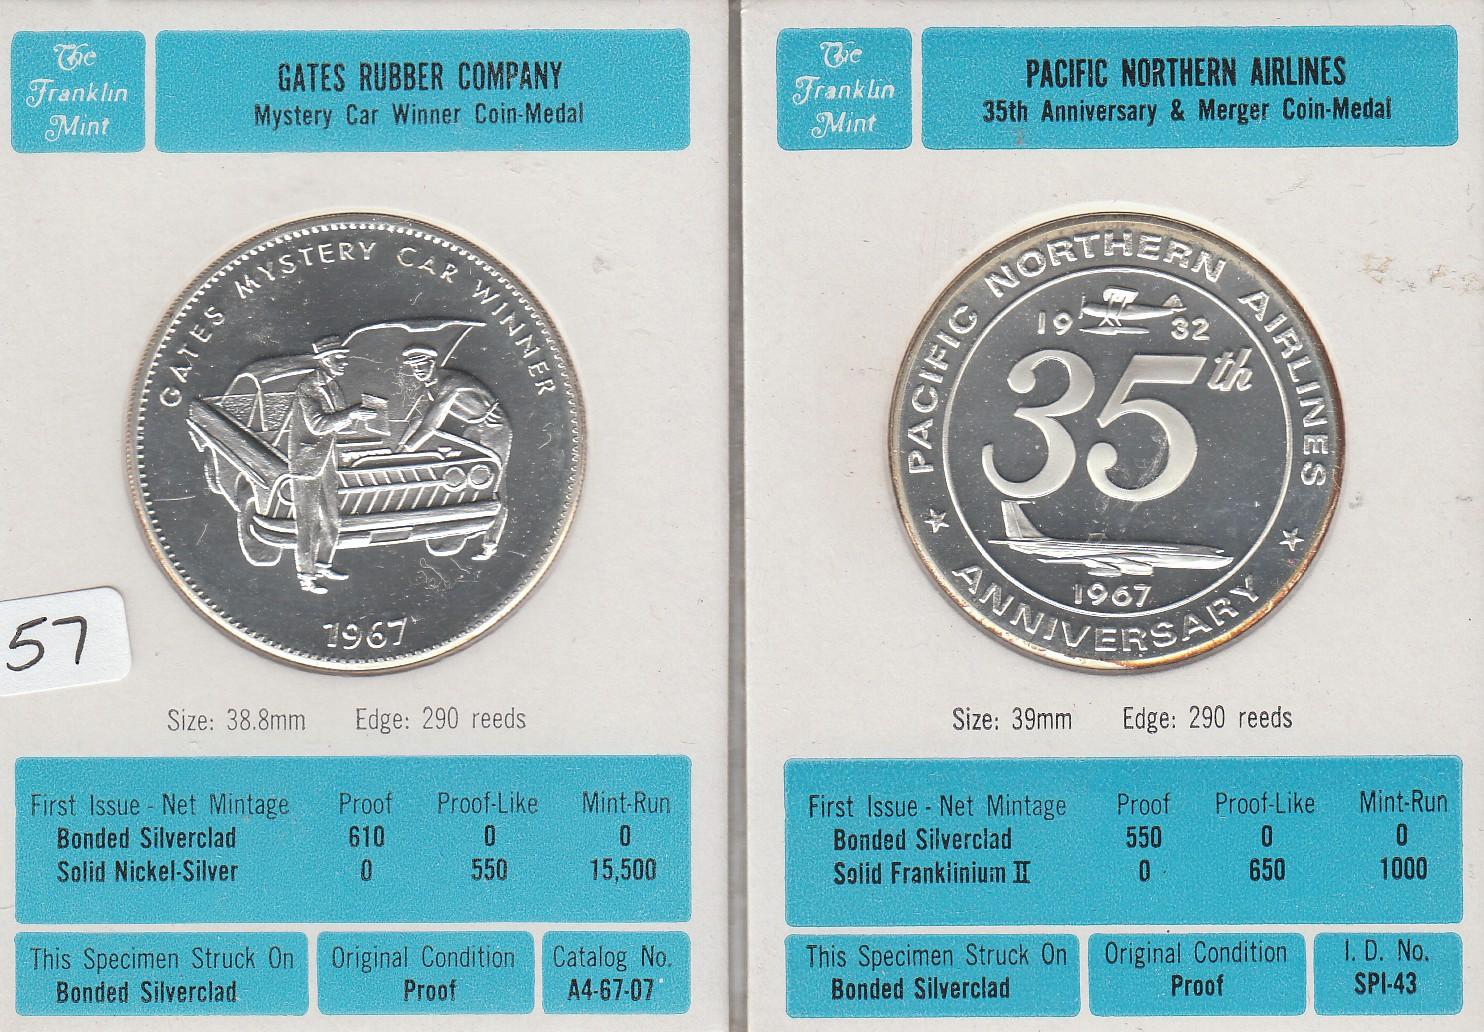 The
Franklin
Mint
GATES RUBBER COMPANY
Mystery Car Winner Coin-Medal
GATES MYSTERY CAR WINNER
1967
57
Size: 38.8mm Edge: 290 reeds
First Issue - Net Mintage Proof Proof-Like Mint-Run
Bonded Silverclad 610 0 0
Solid Nickel-Silver 0 550 15,500
This Specimen Struck On
Bonded Silverclad
Original Condition
Proof
Catalog No.
A4-67-07
The
Franklin
Mint
PACIFIC NORTHERN AIRLINES
35th Anniversary & Merger Coin-Medal
PACIFIC NORTHERN AIRLINES
19 32
35th
1967
ANNIVERSARY
Size: 39mm Edge: 290 reeds
First Issue - Net Mintage Proof Proof-Like Mint-Run
Bonded Silverclad 550 0 0
Solid Franklinium II 0 650 1000
This Specimen Struck On
Bonded Silverclad
Original Condition
Proof
I. D. No.
SPI-43